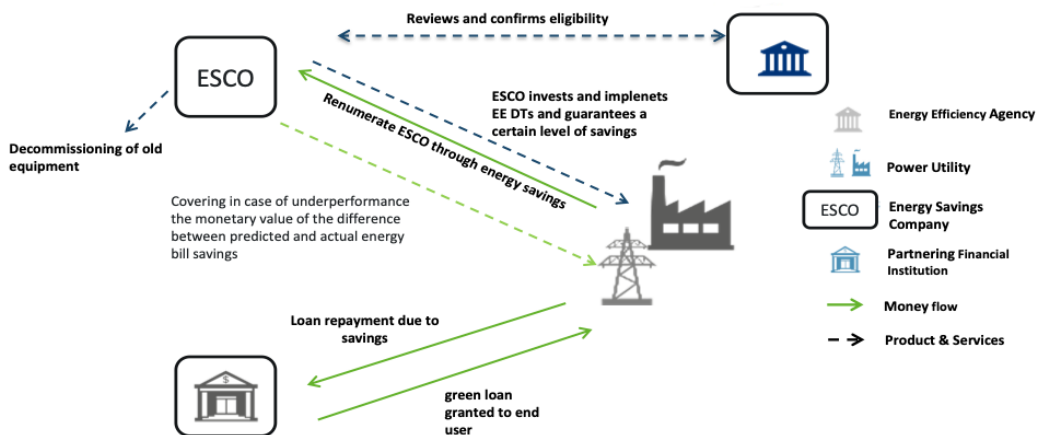 Reviews and confirms eligibility
ESCO
ESCO invests and implenets
EE DTs and guarantees a
certain level of savings
Renumerate ESCO through energy savings
Decommissioning of old
equipment
Covering in case of underperformance
the monetary value of the difference
between predicted and actual energy
bill savings
Loan repayment due to
savings
$
green loan
granted to end
user
Energy Efficiency Agency
Power Utility
ESCO
Energy Savings
Company
Partnering Financial
Institution
Money flow
Product & Services